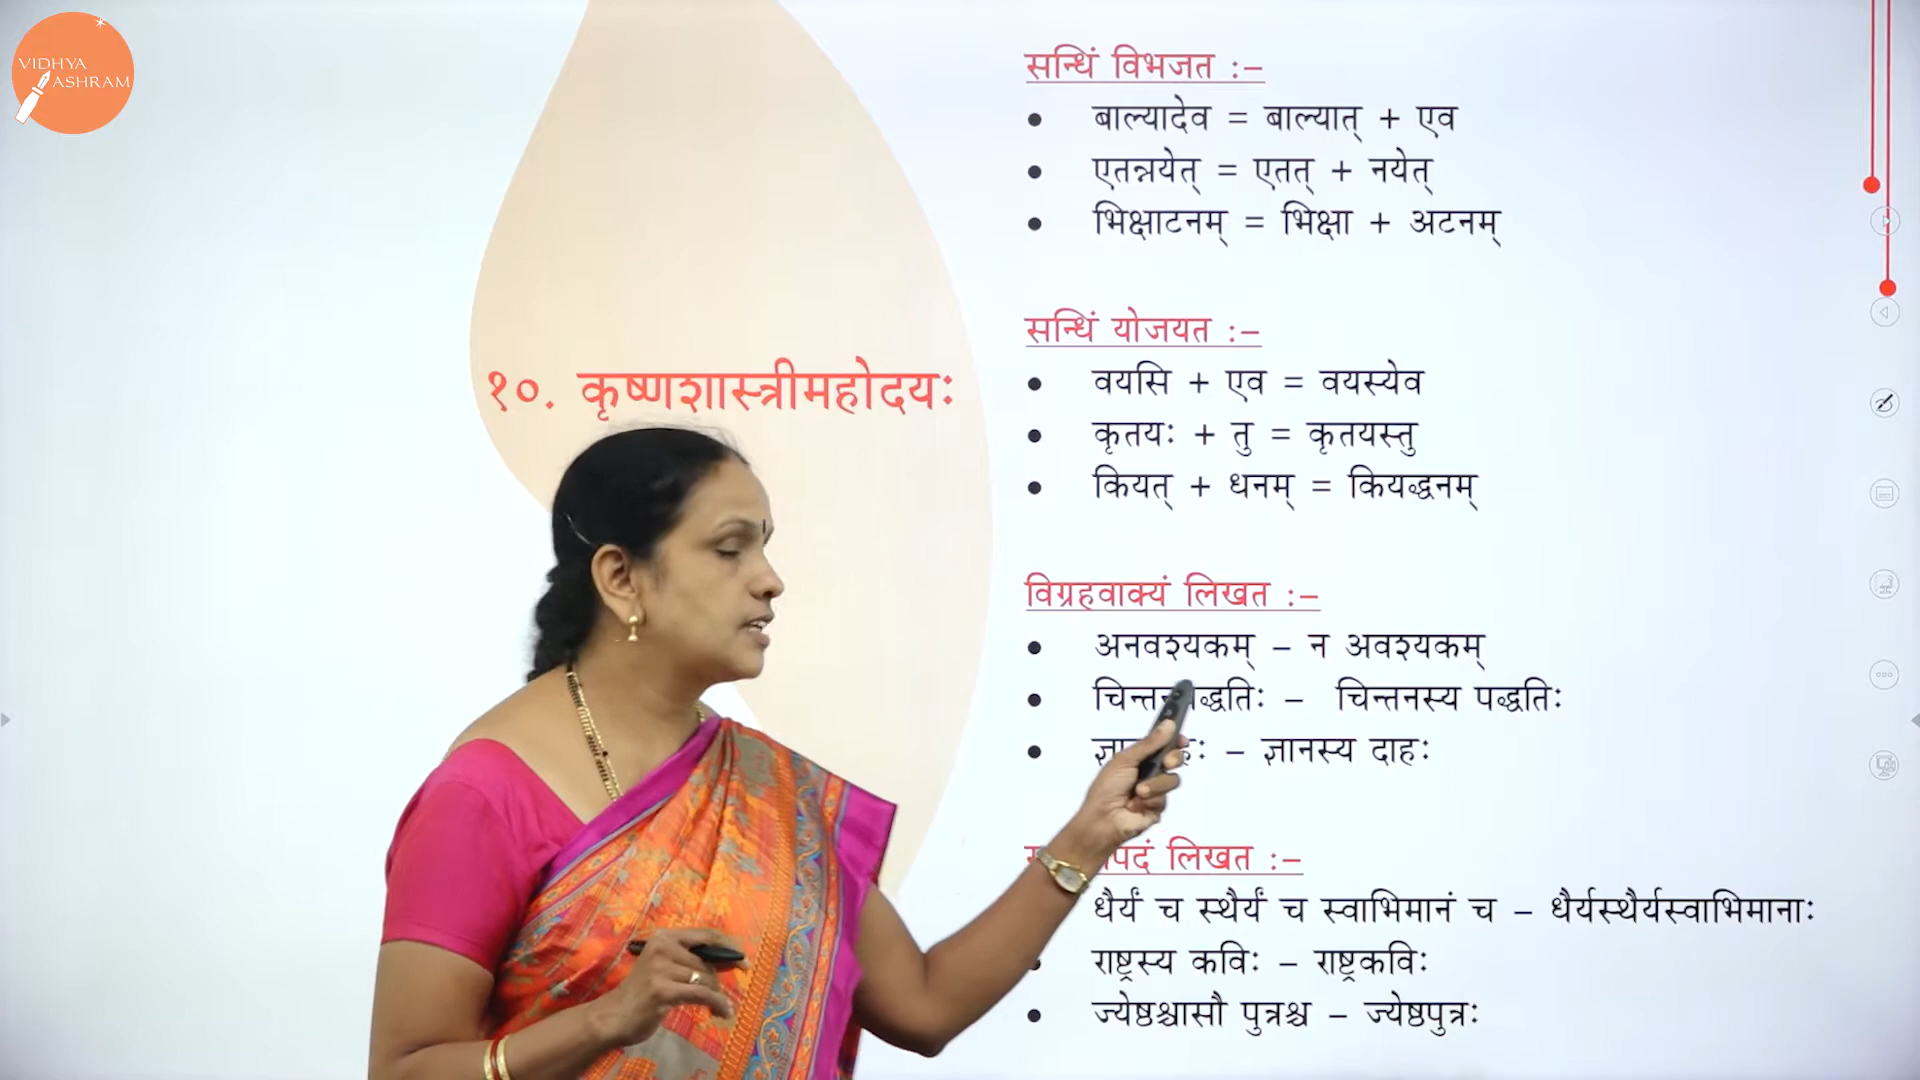 VIDHYA
ASHRAM
१०. कृष्णशास्त्रीमहोदयः
सन्धिं विभजत :–
• बाल्यादेव = बाल्यात् + एव
• एतन्नयेत् = एतत् + नयेत्
• भिक्षाटनम् = भिक्षा + अटनम्
सन्धिं योजयत :–
• वयसि + एव = वयस्येव
• कृतयः + तु = कृतयस्तु
• कियत् + धनम् = कियद्धनम्
विग्रहवाक्यं लिखत :–
• अनवश्यकम् – न अवश्यकम्
• – चिन्तनस्य पद्धतिः
• – ज्ञानस्य दाहः
लिखत :–
धैर्यं च स्थैर्यं च स्वाभिमानं च – धैर्यस्थैर्यस्वाभिमानाः
• राष्ट्रस्य कविः – राष्ट्रकविः
• ज्येष्ठश्चासौ पुत्रश्च – ज्येष्ठपुत्रः